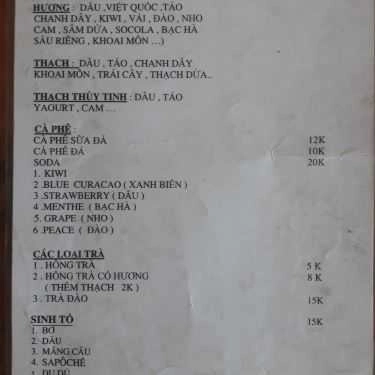 HƯƠNG : DÂU ,VIỆT QUẤT ,TÁO
CHANH DÂY , KIWI , VẢI , ĐÀO , NHO
CAM , SÂM DỨA , SOCOLA , BẠC HÀ
SẦU RIÊNG , KHOAI MÔN …)
THẠCH : DÂU , TÁO , CHANH DÂY
KHOAI MÔN , TRÁI CÂY , THẠCH DỪA..
THẠCH THỦY TINH : DÂU , TÁO
YAOURT , CAM …
CÀ PHÊ :
CÀ PHÊ SỮA ĐÁ 12K
CÀ PHÊ ĐÁ 10K
SODA 20K
1. KIWI
2 .BLUE CURACAO ( XANH BIỂN )
3 .STRAWBERRY ( DÂU )
4 .MENTHE ( BẠC HÀ )
5. GRAPE ( NHO )
6 .PEACE ( ĐÀO )
CÁC LOẠI TRÀ
1 . HỒNG TRÀ 5 K
2 . HỒNG TRÀ CÓ HƯƠNG 8 K
( THÊM THẠCH 2K )
3 . TRÀ ĐÀO 15K
SINH TỐ 15K
1. BƠ
2. DÂU
3. MÃNG CẦU
4. SAPÔCHÊ
5. ĐU ĐỦ